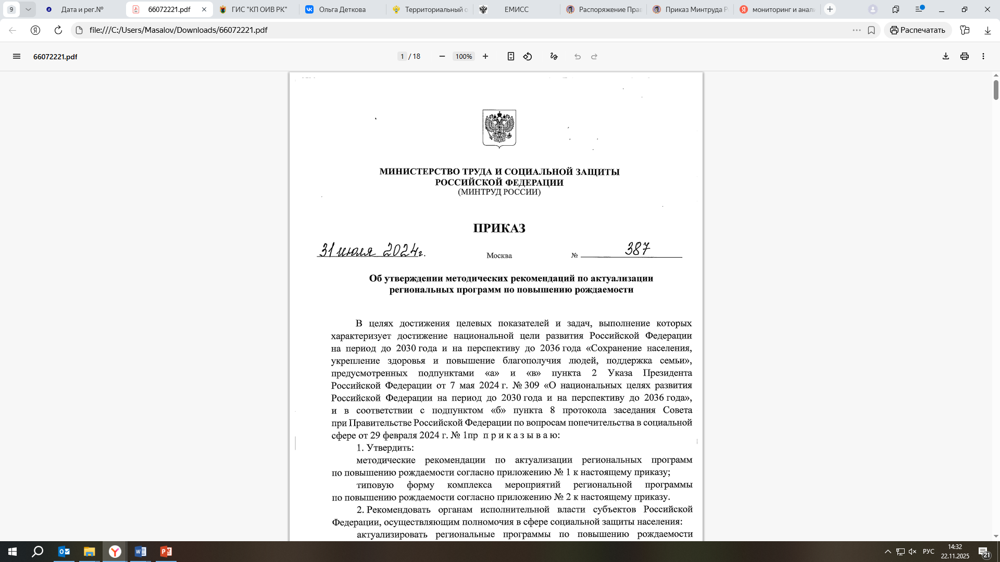 9
Дата и рег.№
66072221.pdf
ГИС "КП ОИВ РК"
Ольга Деткова
Территориальный о
ЕМИСС
Распоряжение Прав
Приказ Минтруда Р
мониторинг и анали
file:///C:/Users/Masalov/Downloads/66072221.pdf
Распечатать
66072221.pdf
1 / 18
100%
МИНИСТЕРСТВО ТРУДА И СОЦИАЛЬНОЙ ЗАЩИТЫ
РОССИЙСКОЙ ФЕДЕРАЦИИ
(МИНТРУД РОССИИ)
ПРИКАЗ
31 июля 2024г.
Москва
№ 387
Об утверждении методических рекомендаций по актуализации
региональных программ по повышению рождаемости
В целях достижения целевых показателей и задач, выполнение которых
характеризует достижение национальной цели развития Российской Федерации
на период до 2030 года и на перспективу до 2036 года «Сохранение населения,
укрепление здоровья и повышение благополучия людей, поддержка семьи»,
предусмотренных подпунктами «а» и «в» пункта 2 Указа Президента
Российской Федерации от 7 мая 2024 г. № 309 «О национальных целях развития
Российской Федерации на период до 2030 года и на перспективу до 2036 года»,
и в соответствии с подпунктом «б» пункта 8 протокола заседания Совета
при Правительстве Российской Федерации по вопросам попечительства в социальной
сфере от 29 февраля 2024 г. № 1пр п р и к а з ы в а ю:
1. Утвердить:
методические рекомендации по актуализации региональных программ
по повышению рождаемости согласно приложению № 1 к настоящему приказу;
типовую форму комплекса мероприятий региональной программы
по повышению рождаемости согласно приложению № 2 к настоящему приказу.
2. Рекомендовать органам исполнительной власти субъектов Российской
Федерации, осуществляющим полномочия в сфере социальной защиты населения:
актуализировать региональные программы по повышению рождаемости
РУС
14:32
22.11.2025
21